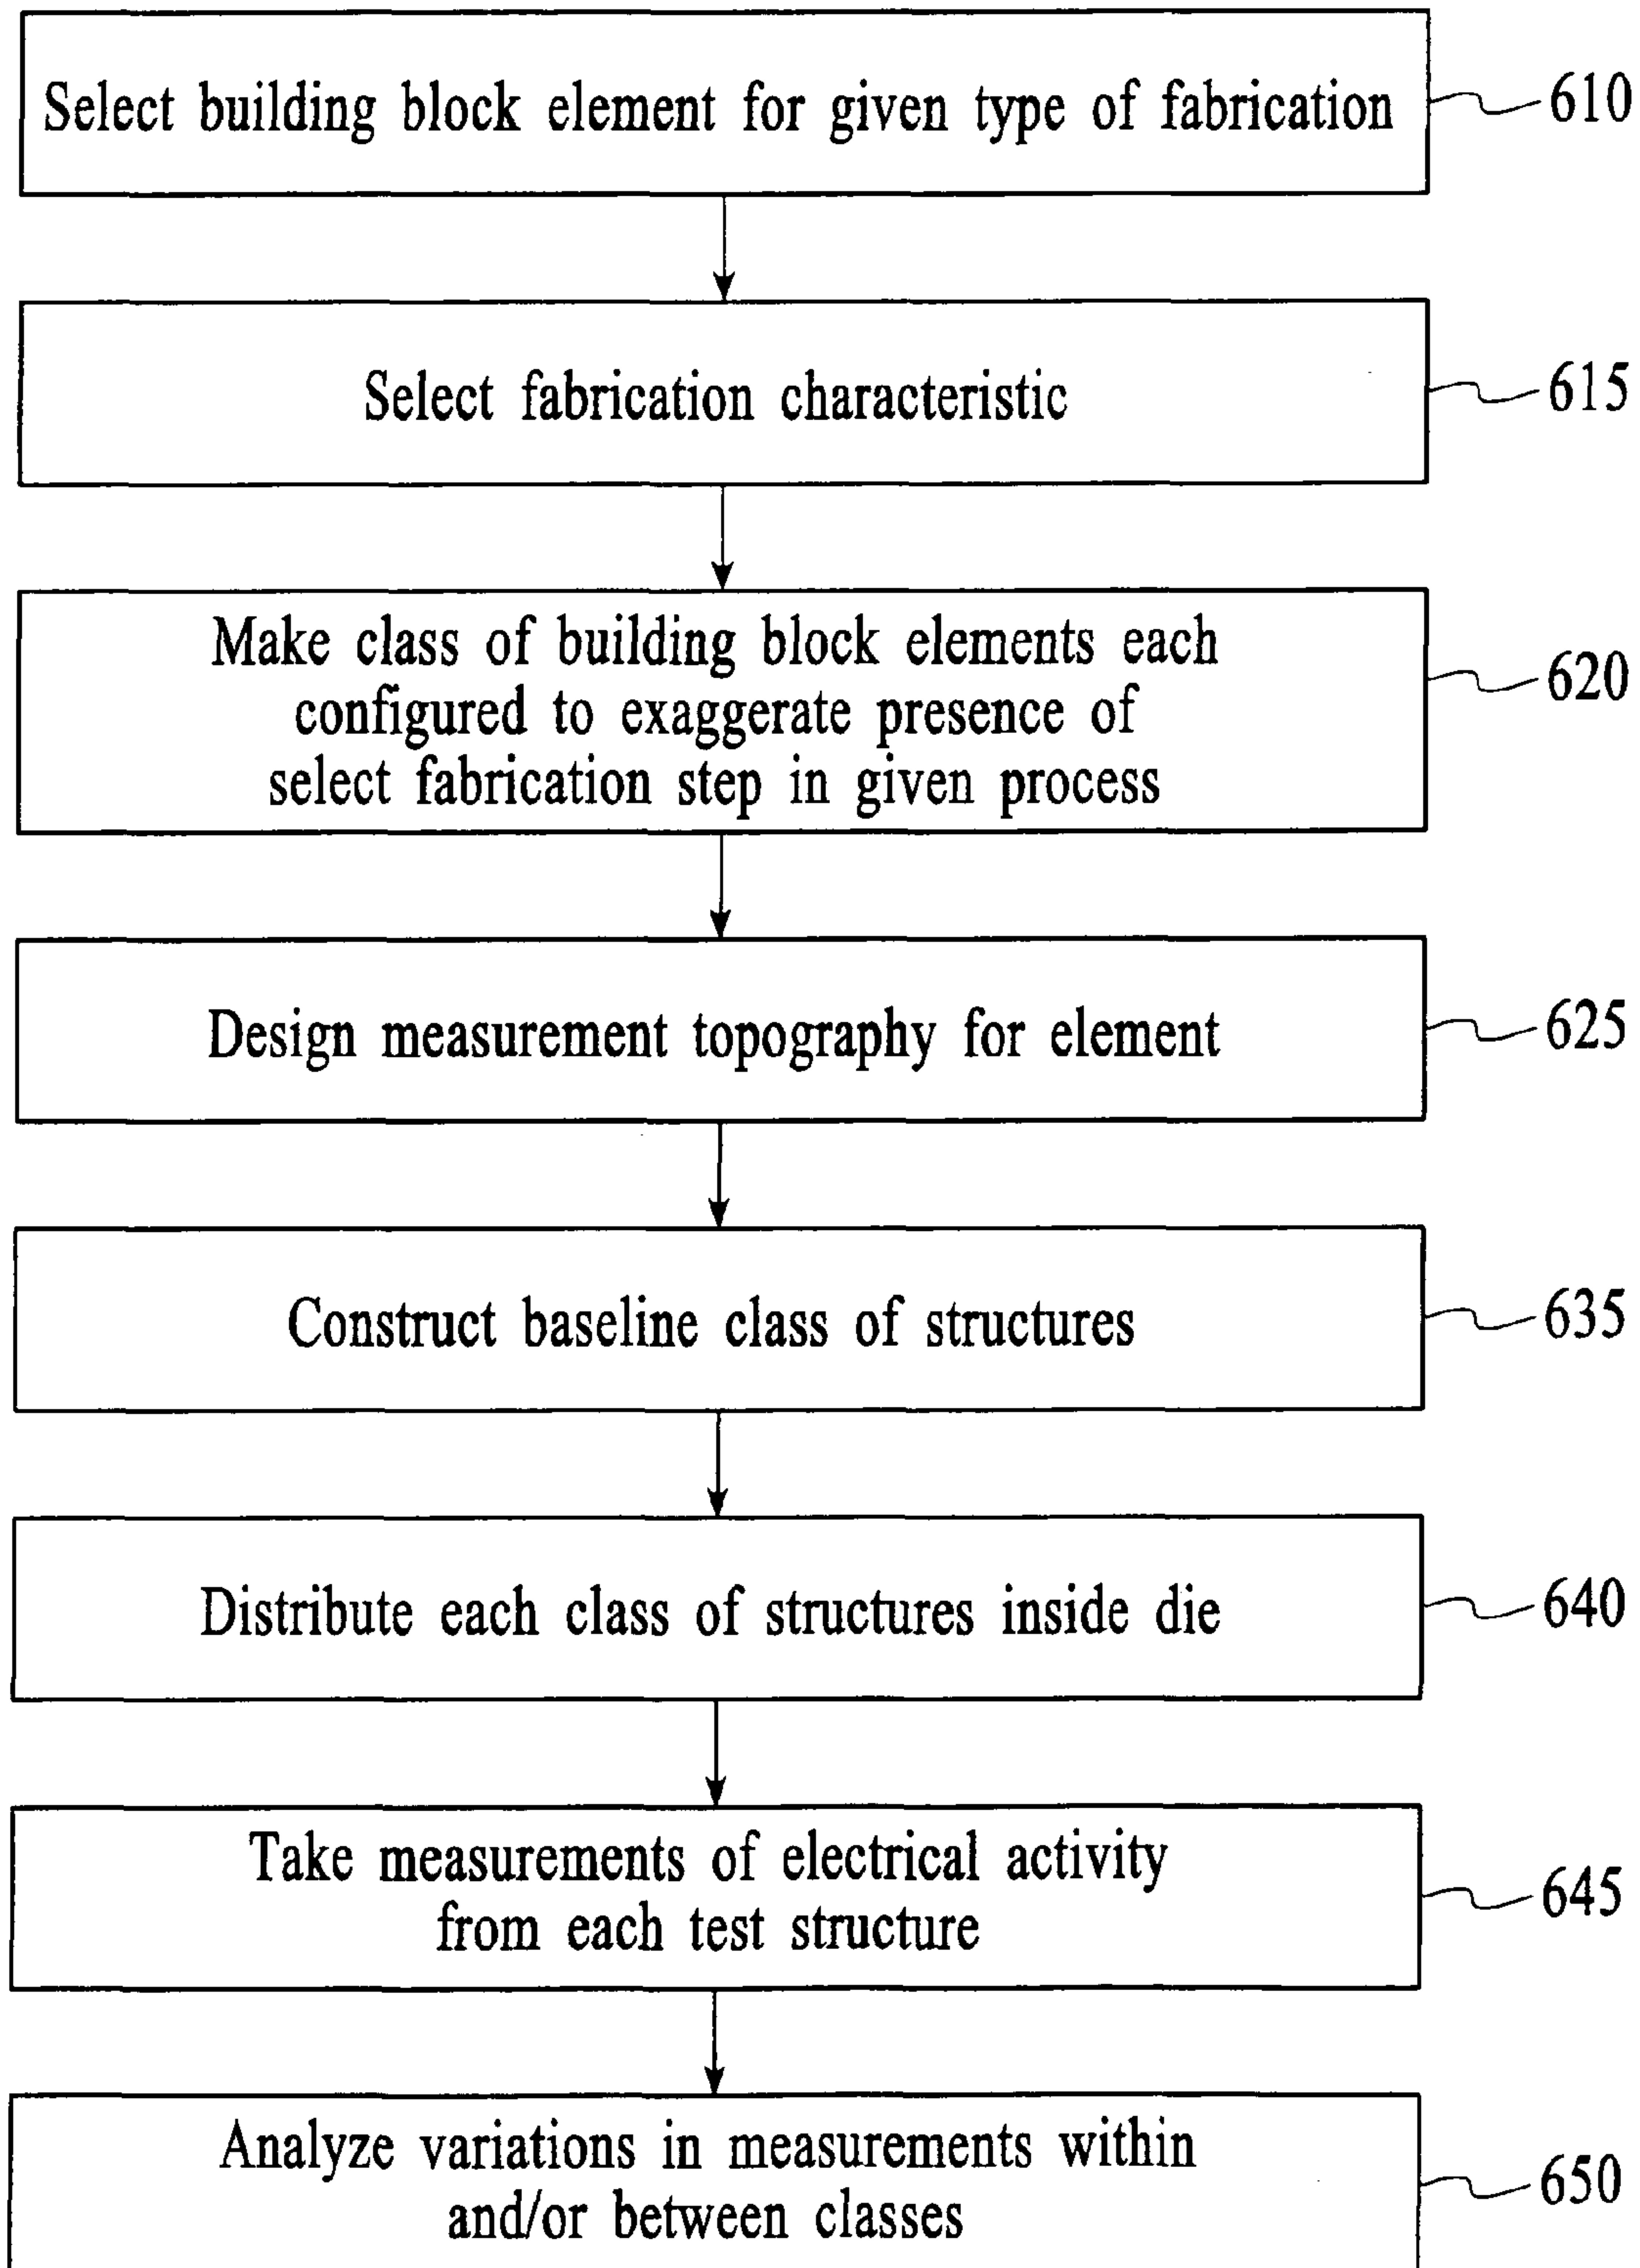 Select building block element for given type of fabrication
610
Select fabrication characteristic
615
Make class of building block elements each
configured to exaggerate presence of
select fabrication step in given process
620
Design measurement topography for element
625
Construct baseline class of structures
635
Distribute each class of structures inside die
640
Take measurements of electrical activity
from each test structure
645
Analyze variations in measurements within
and/or between classes
650